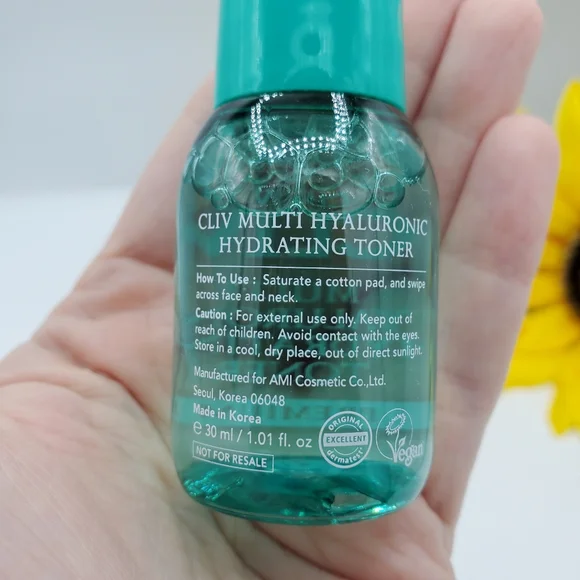 CLIV MULTI HYALURONIC
HYDRATING TONER
How To Use : Saturate a cotton pad, and swipe
across face and neck.
Caution : For external use only. Keep out of
reach of children. Avoid contact with the eyes.
Store in a cool, dry place, out of direct sunlight.
Manufactured for AMI Cosmetic Co.,Ltd.
Seoul, Korea 06048
Made in Korea
℮ 30 ml / 1.01 fl. oz
NOT FOR RESALE
ORIGINAL
EXCELLENT
dermatest®
Vegan